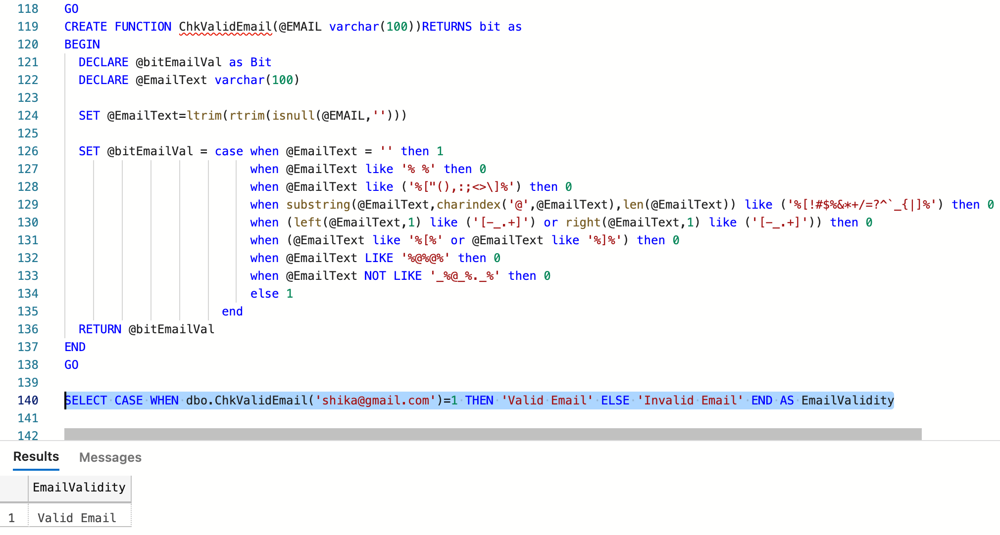 118 GO
119 CREATE FUNCTION ChkValidEmail(@EMAIL varchar(100))RETURNS bit as
120 BEGIN
121 DECLARE @bitEmailVal as Bit
122 DECLARE @EmailText varchar(100)
123
124 SET @EmailText=ltrim(rtrim(isnull(@EMAIL,'')))
125
126 SET @bitEmailVal = case when @EmailText = '' then 1
127 when @EmailText like '% %' then 0
128 when @EmailText like ('%["(),:;<>\]%') then 0
129 when substring(@EmailText,charindex('@',@EmailText),len(@EmailText)) like ('%[!#$%&*+/=?^`_{|]%') then 0
130 when (left(@EmailText,1) like ('[-_.+]') or right(@EmailText,1) like ('[-_.+]')) then 0
131 when (@EmailText like '%[%' or @EmailText like '%]%') then 0
132 when @EmailText LIKE '%@%@%' then 0
133 when @EmailText NOT LIKE '_%@_%._%' then 0
134 else 1
135 end
136 RETURN @bitEmailVal
137 END
138 GO
139
140 SELECT CASE WHEN dbo.ChkValidEmail('shika@gmail.com')=1 THEN 'Valid Email' ELSE 'Invalid Email' END AS EmailValidity
141
142
Results Messages
EmailValidity
1 Valid Email